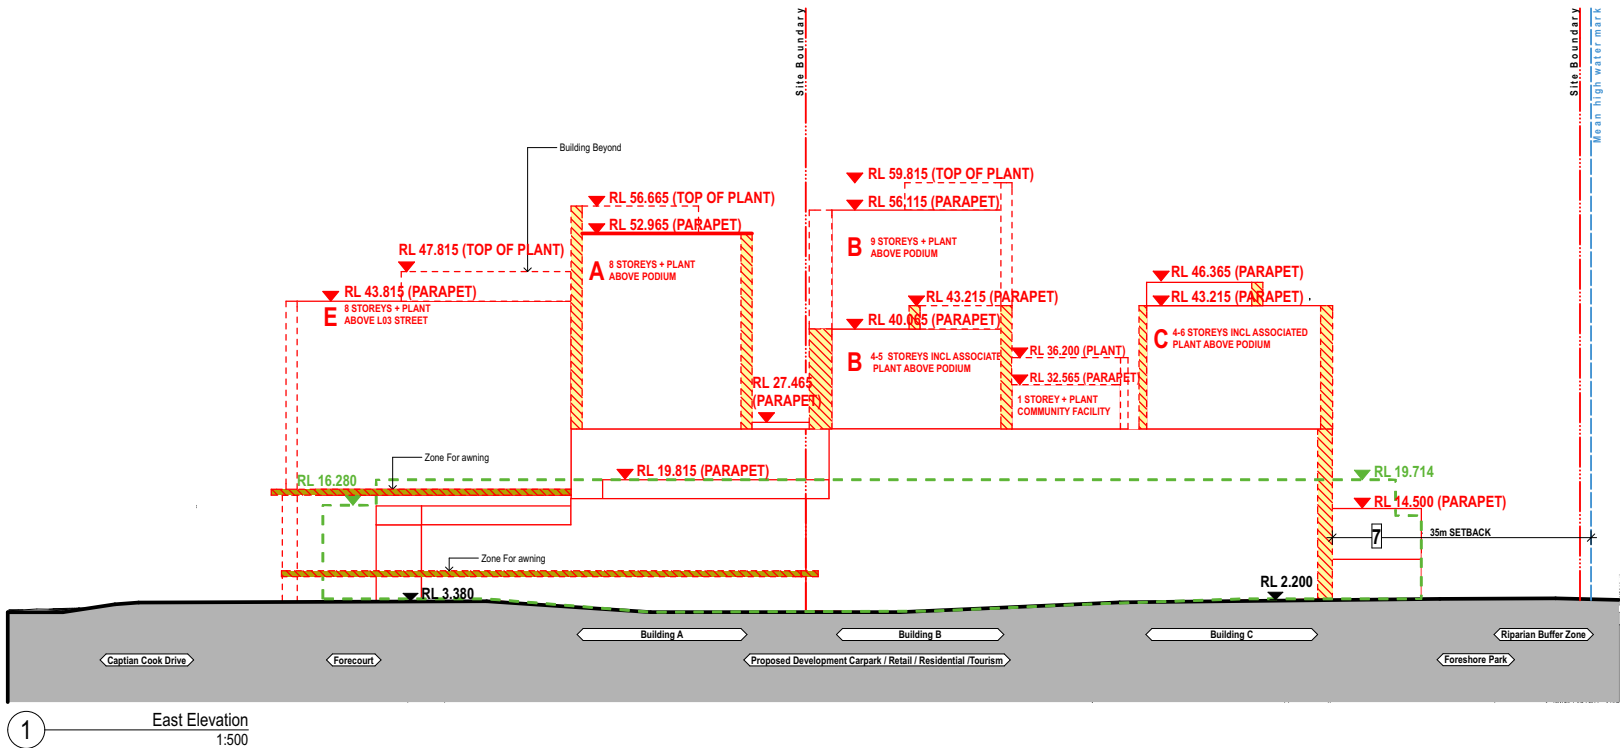 Site Boundary
Site Boundary
Mean high water mark
Building Beyond
RL 59.815 (TOP OF PLANT)
RL 56.665 (TOP OF PLANT)
RL 56.115 (PARAPET)
RL 52.965 (PARAPET)
RL 47.815 (TOP OF PLANT)
B 9 STOREYS + PLANT
ABOVE PODIUM
A 8 STOREYS + PLANT
ABOVE PODIUM
RL 46.365 (PARAPET)
RL 43.815 (PARAPET)
RL 43.215 (PARAPET)
RL 43.215 (PARAPET)
E 8 STOREYS + PLANT
ABOVE L03 STREET
RL 40.065 (PARAPET)
C 4-6 STOREYS INCL ASSOCIATED
PLANT ABOVE PODIUM
B 4-5 STOREYS INCL ASSOCIATE
PLANT ABOVE PODIUM
RL 36.200 (PLANT)
RL 32.565 (PARAPET)
RL 27.465
(PARAPET)
1 STOREY + PLANT
COMMUNITY FACILITY
Zone For awning
RL 19.815 (PARAPET)
RL 19.714
RL 16.280
RL 14.500 (PARAPET)
7
35m SETBACK
Zone For awning
RL 2.200
RL 3.380
Building A
Building B
Building C
Riparian Buffer Zone
Captian Cook Drive
Forecourt
Proposed Development Carpark / Retail / Residential /Tourism
Foreshore Park
1
East Elevation
1:500